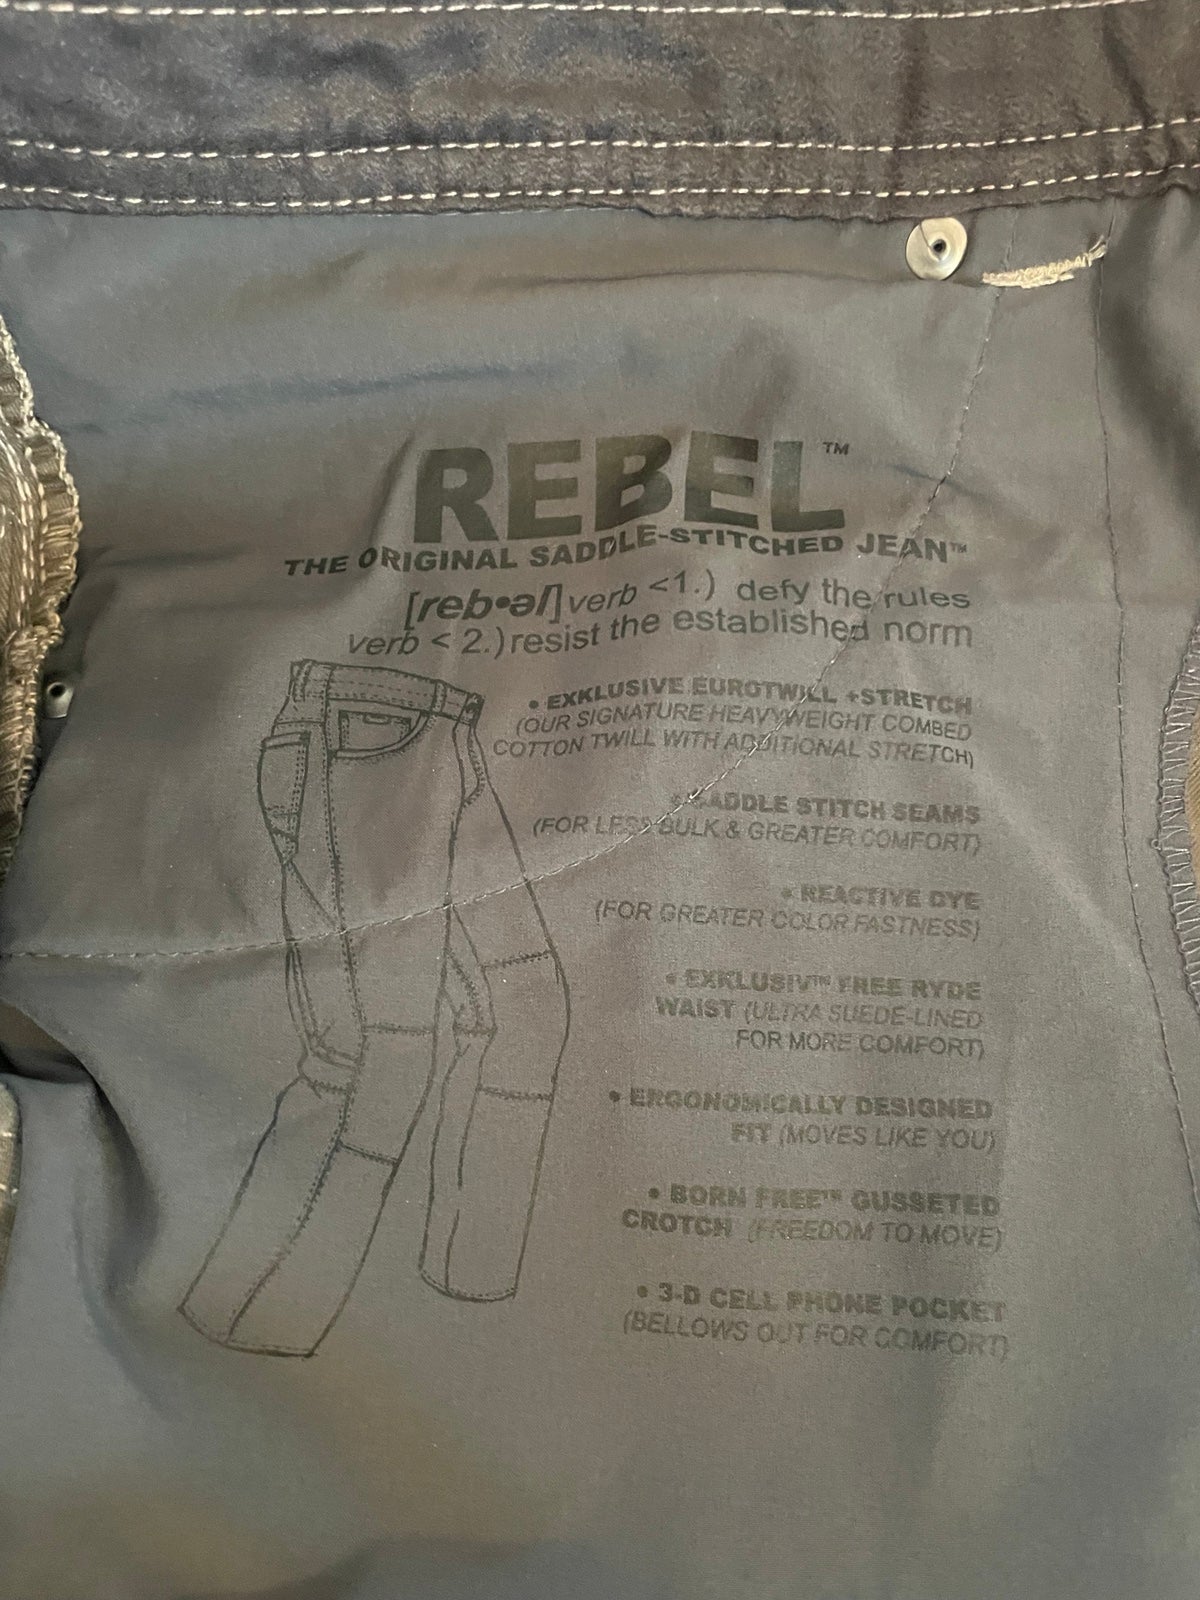 REBEL™
THE ORIGINAL SADDLE-STITCHED JEAN™
[reb•əl] verb <1.) defy the rules
verb < 2.) resist the established norm
• EXKLUSIVE EUROTWILL +STRETCH
(OUR SIGNATURE HEAVYWEIGHT COMBED
COTTON TWILL WITH ADDITIONAL STRETCH)
• SADDLE STITCH SEAMS
(FOR LESS BULK & GREATER COMFORT)
• REACTIVE DYE
(FOR GREATER COLOR FASTNESS)
• EXKLUSIV™ FREE RYDE
WAIST (ULTRA SUEDE-LINED
FOR MORE COMFORT)
• ERGONOMICALLY DESIGNED
FIT (MOVES LIKE YOU)
• BORN FREE™ GUSSETED
CROTCH (FREEDOM TO MOVE)
• 3-D CELL PHONE POCKET
(BELLOWS OUT FOR COMFORT)